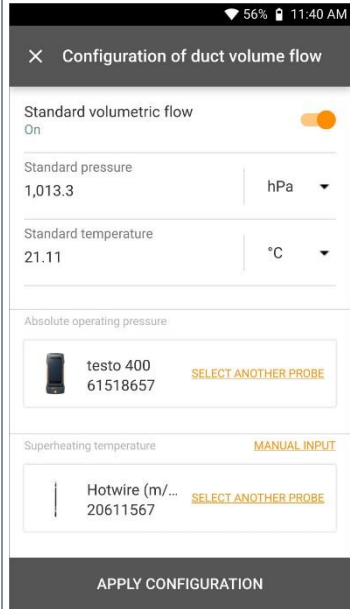 56% 11:40 AM
Configuration of duct volume flow
Standard volumetric flow
On
Standard pressure
1,013.3 hPa
Standard temperature
21.11 °C
Absolute operating pressure
testo 400
61518657
SELECT ANOTHER PROBE
Superheating temperature MANUAL INPUT
Hotwire (m/...
20611567
SELECT ANOTHER PROBE
APPLY CONFIGURATION